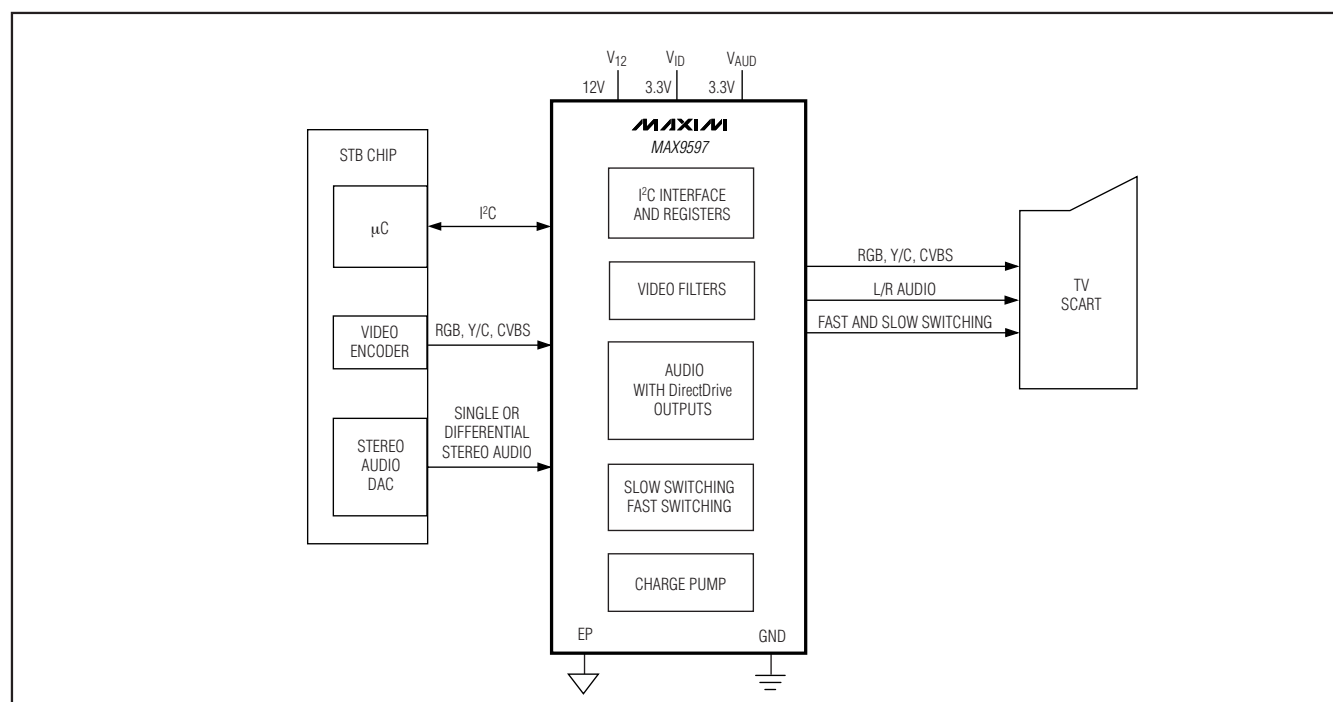 V12
VID
VAUD
12V
3.3V
3.3V
MAXIM
MAX9597
STB CHIP
µC
I²C
I²C INTERFACE
AND REGISTERS
VIDEO FILTERS
VIDEO
ENCODER
RGB, Y/C, CVBS
AUDIO
WITH DirectDrive
OUTPUTS
STEREO
AUDIO
DAC
SINGLE OR
DIFFERENTIAL
STEREO AUDIO
SLOW SWITCHING
FAST SWITCHING
CHARGE PUMP
EP
GND
RGB, Y/C, CVBS
L/R AUDIO
FAST AND SLOW SWITCHING
TV
SCART